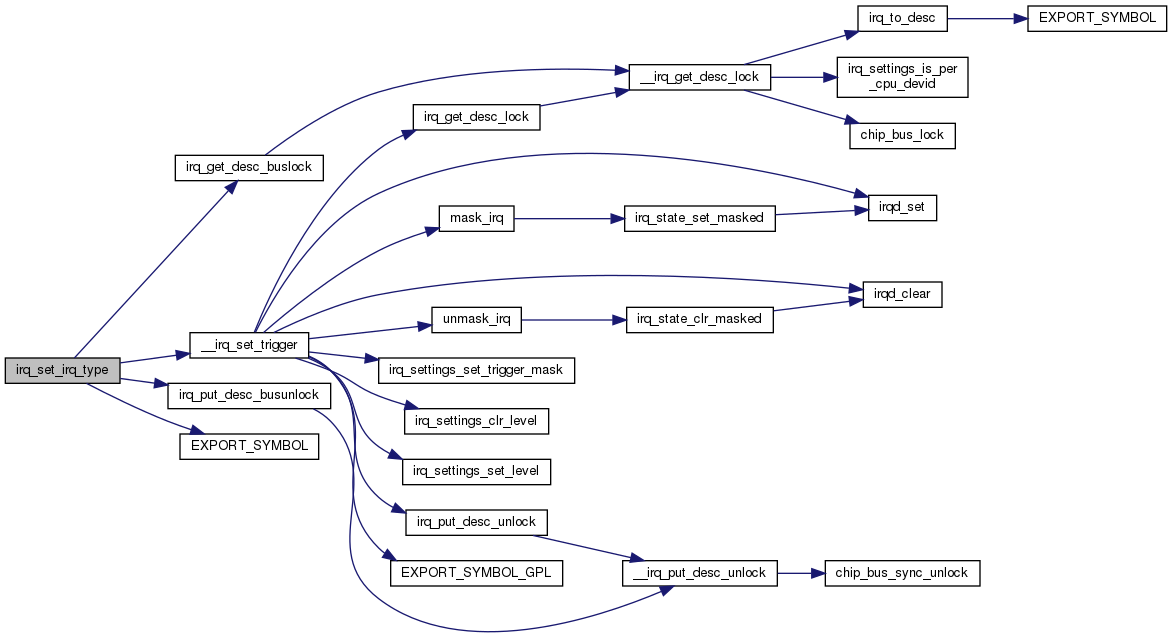 irq_to_desc
EXPORT_SYMBOL
__irq_get_desc_lock
irq_settings_is_per
_cpu_devid
irq_get_desc_lock
chip_bus_lock
irq_get_desc_buslock
irqd_set
mask_irq
irq_state_set_masked
irqd_clear
unmask_irq
irq_state_clr_masked
__irq_set_trigger
irq_set_irq_type
irq_settings_set_trigger_mask
irq_put_desc_busunlock
irq_settings_clr_level
EXPORT_SYMBOL
irq_settings_set_level
irq_put_desc_unlock
EXPORT_SYMBOL_GPL
__irq_put_desc_unlock
chip_bus_sync_unlock